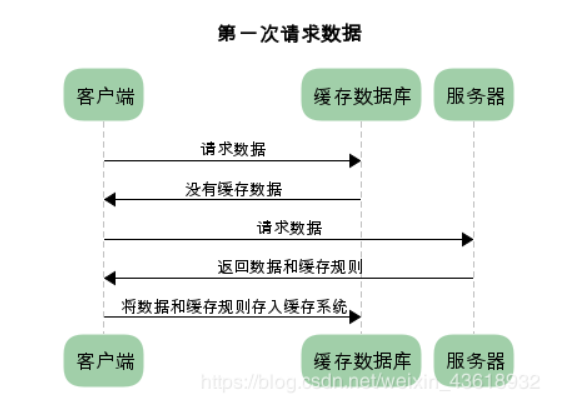 第一次请求数据
客户端 缓存数据库 服务器
请求数据
没有缓存数据
请求数据
返回数据和缓存规则
将数据和缓存规则存入缓存系统
客户端 缓存数据库 服务器
https://blog.csdn.net/weixin_43618932